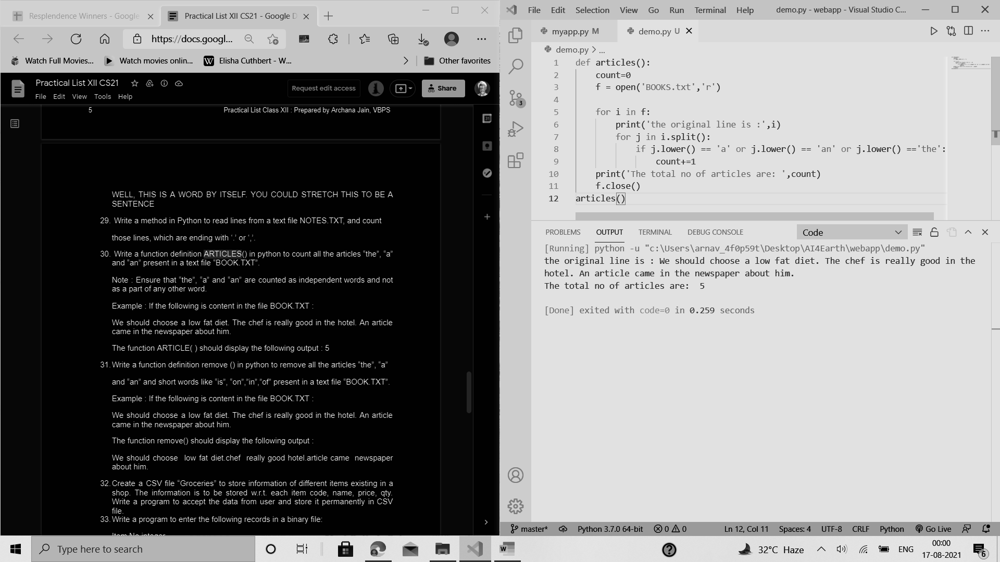 Resplendence Winners - Google
Practical List XII CS21 - Google D
https://docs.googl...
Watch Full Movies...
Watch movies onlin...
W
Elisha Cuthbert - W...
Other favorites
Practical List XII CS21
File Edit View Tools Help
Request edit access
Share
5
Practical List Class XII : Prepared by Archana Jain, VBPS
WELL, THIS IS A WORD BY ITSELF. YOU COULD STRETCH THIS TO BE A
SENTENCE
29. Write a method in Python to read lines from a text file NOTES.TXT, and count
those lines, which are ending with ‘.’ or ‘,’.
30. Write a function definition ARTICLES() in python to count all the articles “the”, “a”
and “an” present in a text file “BOOK.TXT”.
Note : Ensure that “the”, “a” and “an” are counted as independent words and not
as a part of any other word.
Example : If the following is content in the file BOOK.TXT :
We should choose a low fat diet. The chef is really good in the hotel. An article
came in the newspaper about him.
The function ARTICLE( ) should display the following output : 5
31. Write a function definition remove () in python to remove all the articles “the”, “a”
and “an” and short words like “is”, “on”,”in”,”of” present in a text file “BOOK.TXT”.
Example : If the following is content in the file BOOK.TXT :
We should choose a low fat diet. The chef is really good in the hotel. An article
came in the newspaper about him.
The function remove() should display the following output :
We should choose low fat diet.chef really good hotel.article came newspaper
about him.
32. Create a CSV file “Groceries” to store information of different items existing in a
shop. The information is to be stored w.r.t. each item code, name, price, qty.
Write a program to accept the data from user and store it permanently in CSV
file.
33. Write a program to enter the following records in a binary file:
Item No integer
31
File Edit Selection View Go Run Terminal Help
demo.py - webapp - Visual Studio C...
myapp.py M
demo.py U
demo.py > ...
3
1 def articles():
2 count=0
3 f = open('BOOKS.txt','r')
4
5 for i in f:
6 print('the original line is :',i)
7 for j in i.split():
8 if j.lower() == 'a' or j.lower() == 'an' or j.lower() =='the':
9 count+=1
10 print('The total no of articles are: ',count)
11 f.close()
12 articles()
PROBLEMS OUTPUT TERMINAL DEBUG CONSOLE
Code
[Running] python -u "c:\Users\arnav_4f0p59t\Desktop\AI4Earth\webapp\demo.py"
the original line is : We should choose a low fat diet. The chef is really good in the
hotel. An article came in the newspaper about him.
The total no of articles are: 5
[Done] exited with code=0 in 0.259 seconds
master* Python 3.7.0 64-bit 0 0
Ln 12, Col 11 Spaces: 4 UTF-8 CRLF Python Go Live
Type here to search
W
32°C Haze
ENG
00:00
17-08-2021
6